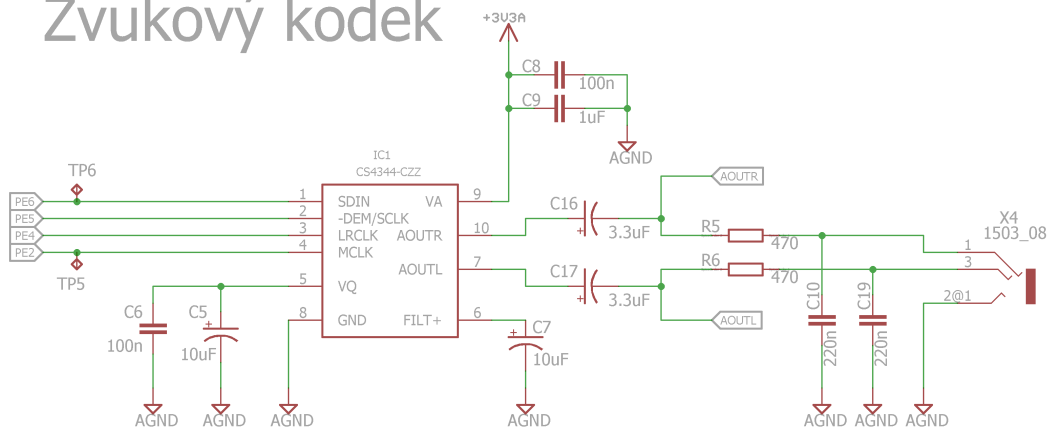 Zvukový kodek
+3V3A
C8
100n
C9
1uF
AGND
IC1
CS4344-CZZ
TP6
PE6
PE5
PE4
PE2
TP5
1 SDIN VA 9
2 -DEM/SCLK
3 LRCLK AOUTR 10
4 MCLK
AOUTL 7
5 VQ
8 GND FILT+ 6
C16
+
3.3uF
AOUTR
C17
+
3.3uF
AOUTL
R5
470
R6
470
X4
1503_08
1
3
2@1
C6
100n
C5
+
10uF
C7
+
10uF
C10
220n
C19
220n
AGND AGND AGND AGND AGND AGND AGND